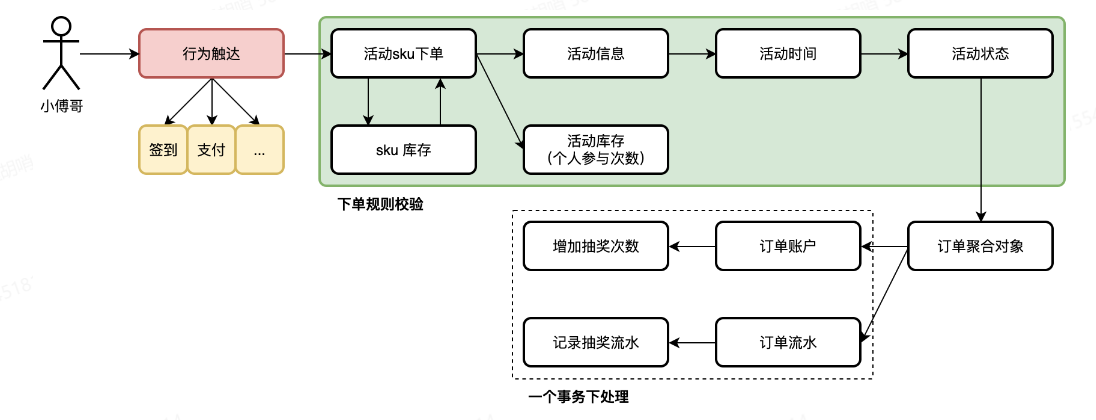 小傅哥
行为触达
签到
支付
...
活动sku下单
活动信息
活动时间
活动状态
sku 库存
活动库存
(个人参与次数)
下单规则校验
增加抽奖次数
订单账户
订单聚合对象
记录抽奖流水
订单流水
一个事务下处理